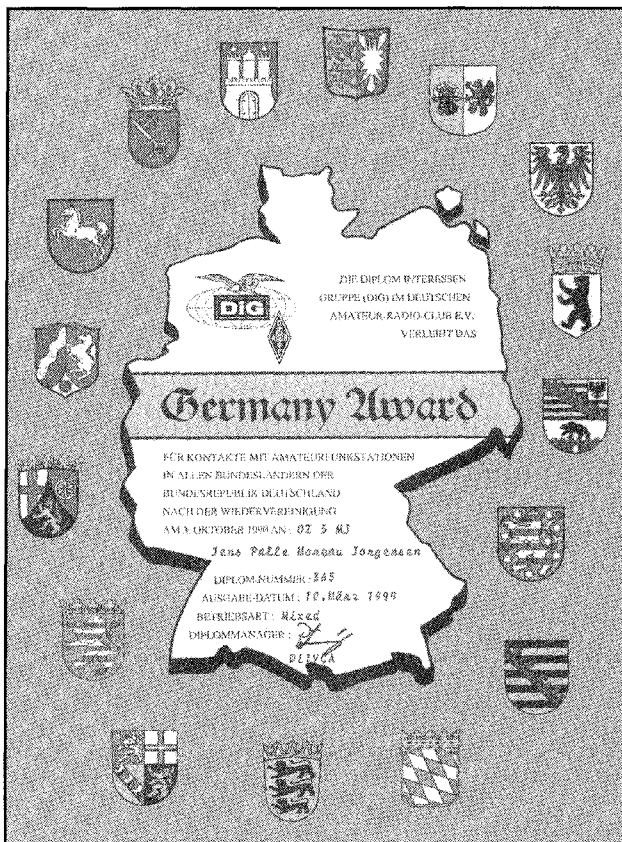 DIG
DIE DIPLOM INTERESSEN
GRUPPE (DIG) IM DEUTSCHEN
AMATEUR-RADIO-CLUB E.V.
VERLEIHT DAS
Germany Award
FÜR KONTAKTE MIT AMATEURFUNKSTATIONEN
IN ALLEN BUNDESLÄNDERN DER
BUNDESREPUBLIK DEUTSCHLAND
NACH DER WIEDERVEREINIGUNG
AM 3. OKTOBER 1990 AN: OZ 5 MJ
Jens Palle Jorgensen
DIPLOM-NUMMER: 865
AUSGABE-DATUM: 10. März 1999
BETRIEBSART: Mixed
DIPLOMMANAGER: